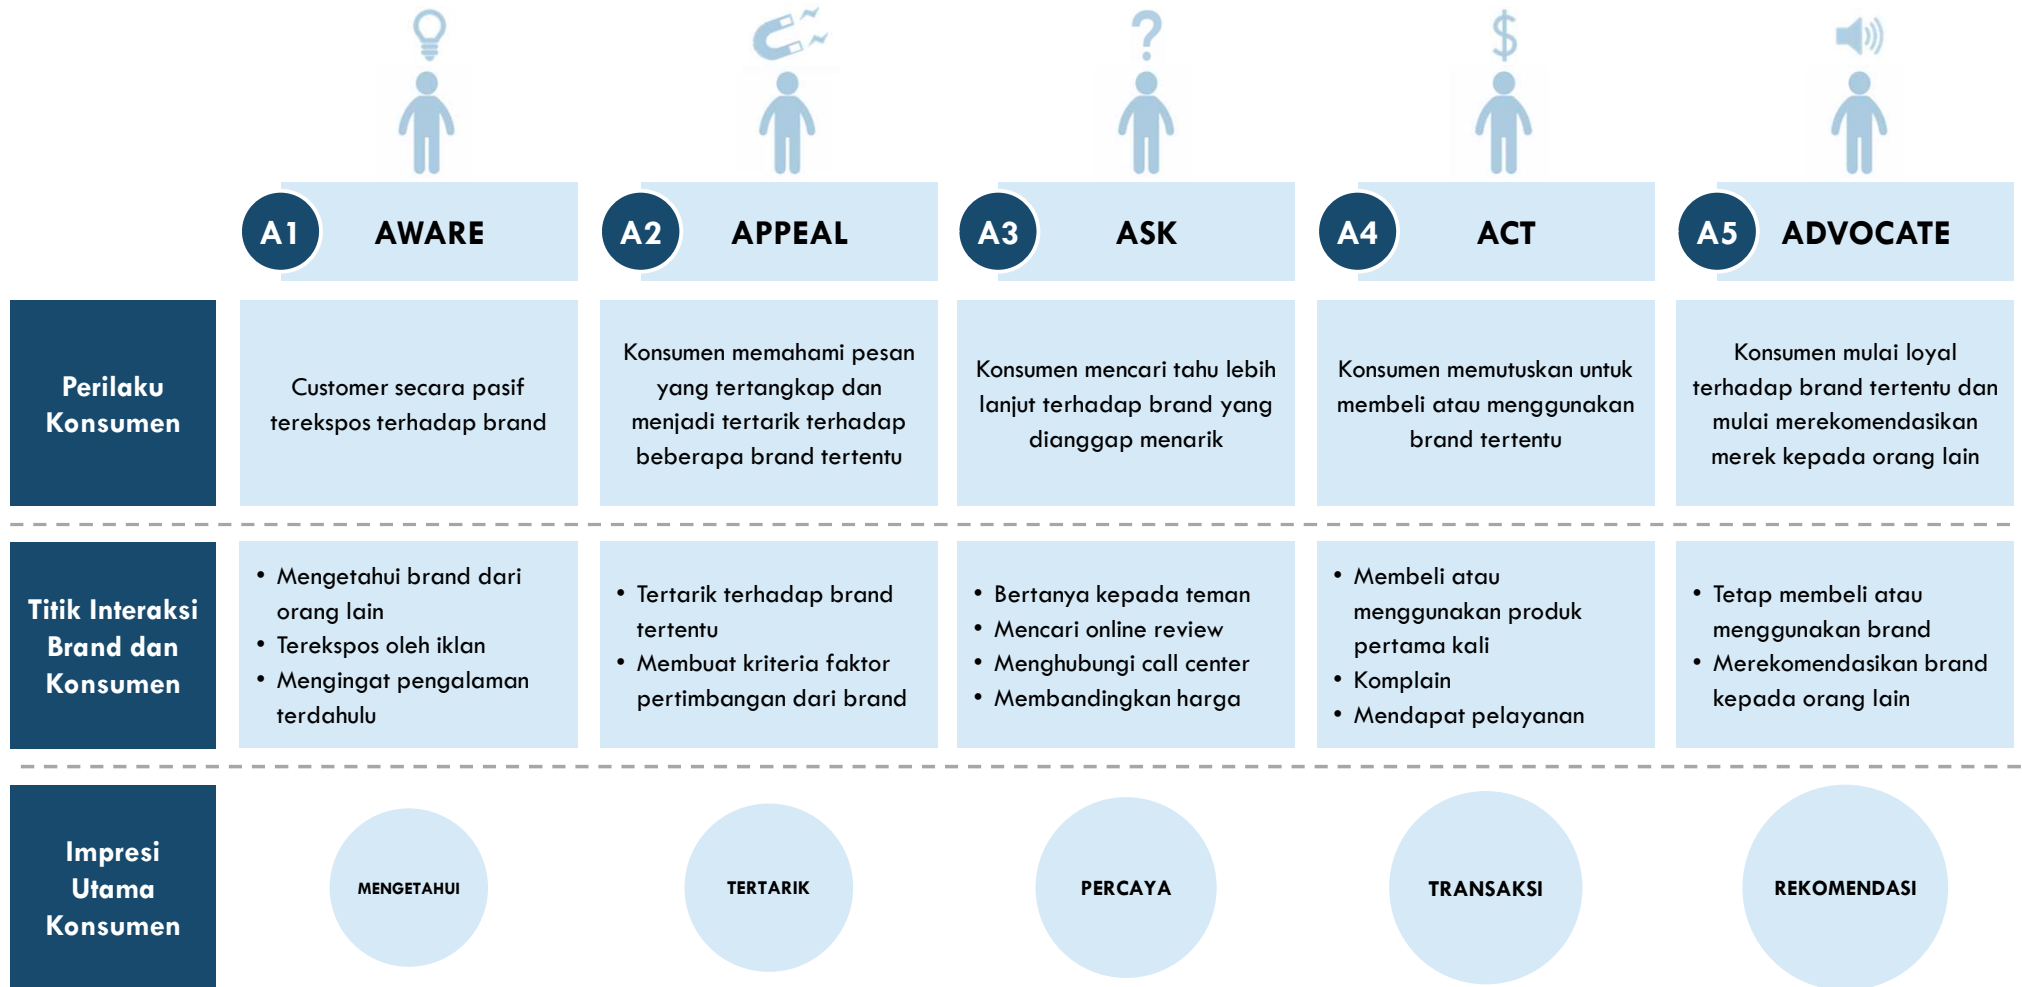 ?
$
A1
AWARE
A2
APPEAL
A3
ASK
A4
ACT
A5
ADVOCATE
Perilaku
Konsumen
Customer secara pasif
terekspos terhadap brand
Konsumen memahami pesan
yang tertangkap dan
menjadi tertarik terhadap
beberapa brand tertentu
Konsumen mencari tahu lebih
lanjut terhadap brand yang
dianggap menarik
Konsumen memutuskan untuk
membeli atau menggunakan
brand tertentu
Konsumen mulai loyal
terhadap brand tertentu dan
mulai merekomendasikan
merek kepada orang lain
Titik Interaksi
Brand dan
Konsumen
• Mengetahui brand dari
orang lain
• Terekspos oleh iklan
• Mengingat pengalaman
terdahulu
• Tertarik terhadap brand
tertentu
• Membuat kriteria faktor
pertimbangan dari brand
• Bertanya kepada teman
• Mencari online review
• Menghubungi call center
• Membandingkan harga
• Membeli atau
menggunakan produk
pertama kali
• Komplain
• Mendapat pelayanan
• Tetap membeli atau
menggunakan brand
• Merekomendasikan brand
kepada orang lain
Impresi
Utama
Konsumen
MENGETAHUI
TERTARIK
PERCAYA
TRANSAKSI
REKOMENDASI